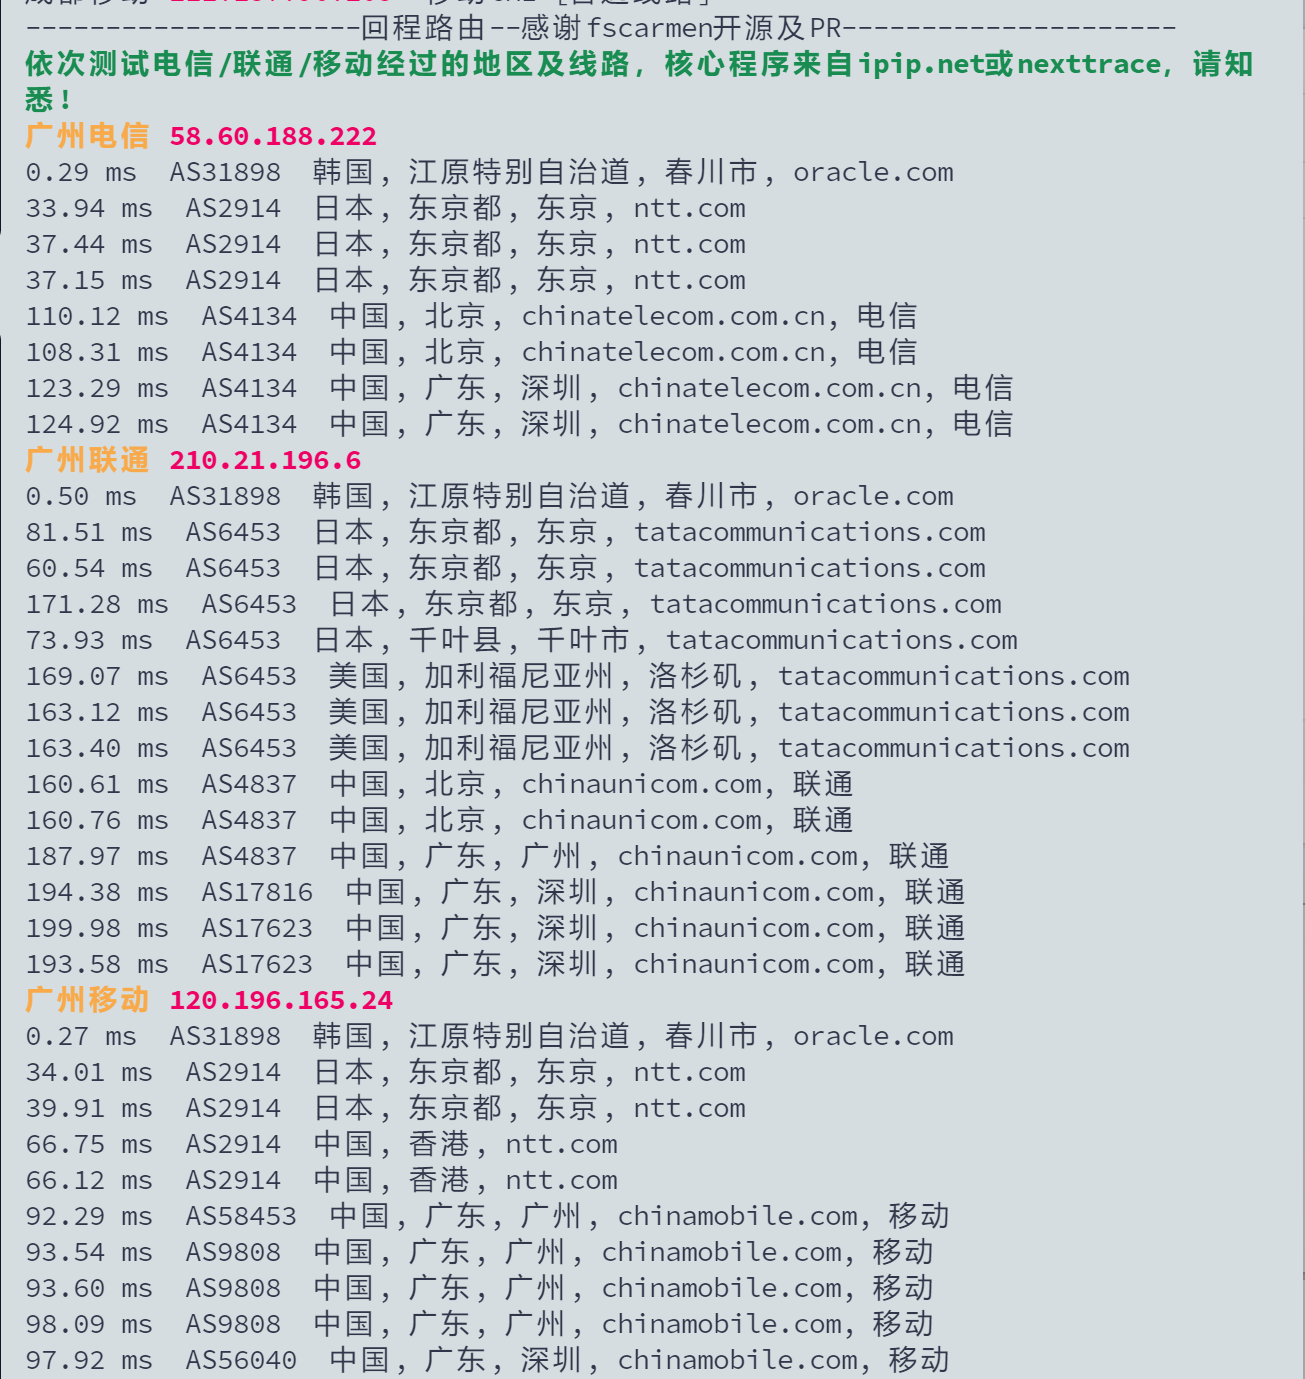 --------------------回程路由--感谢fscarmen开源及PR--------------------
依次测试电信/联通/移动经过的地区及线路，核心程序来自ipip.net或nexttrace，请知
悉！
广州电信 58.60.188.222
0.29 ms  AS31898  韩国,江原特别自治道,春川市,oracle.com
33.94 ms  AS2914  日本,东京都,东京,ntt.com
37.44 ms  AS2914  日本,东京都,东京,ntt.com
37.15 ms  AS2914  日本,东京都,东京,ntt.com
110.12 ms  AS4134  中国,北京,chinatelecom.com.cn,电信
108.31 ms  AS4134  中国,北京,chinatelecom.com.cn,电信
123.29 ms  AS4134  中国,广东,深圳,chinatelecom.com.cn,电信
124.92 ms  AS4134  中国,广东,深圳,chinatelecom.com.cn,电信
广州联通 210.21.196.6
0.50 ms  AS31898  韩国,江原特别自治道,春川市,oracle.com
81.51 ms  AS6453  日本,东京都,东京,tatacommunications.com
60.54 ms  AS6453  日本,东京都,东京,tatacommunications.com
171.28 ms  AS6453  日本,东京都,东京,tatacommunications.com
73.93 ms  AS6453  日本,千叶县,千叶市,tatacommunications.com
169.07 ms  AS6453  美国,加利福尼亚州,洛杉矶,tatacommunications.com
163.12 ms  AS6453  美国,加利福尼亚州,洛杉矶,tatacommunications.com
163.40 ms  AS6453  美国,加利福尼亚州,洛杉矶,tatacommunications.com
160.61 ms  AS4837  中国,北京,chinaunicom.com,联通
160.76 ms  AS4837  中国,北京,chinaunicom.com,联通
187.97 ms  AS4837  中国,广东,广州,chinaunicom.com,联通
194.38 ms  AS17816  中国,广东,深圳,chinaunicom.com,联通
199.98 ms  AS17623  中国,广东,深圳,chinaunicom.com,联通
193.58 ms  AS17623  中国,广东,深圳,chinaunicom.com,联通
广州移动 120.196.165.24
0.27 ms  AS31898  韩国,江原特别自治道,春川市,oracle.com
34.01 ms  AS2914  日本,东京都,东京,ntt.com
39.91 ms  AS2914  日本,东京都,东京,ntt.com
66.75 ms  AS2914  中国,香港,ntt.com
66.12 ms  AS2914  中国,香港,ntt.com
92.29 ms  AS58453  中国,广东,广州,chinamobile.com,移动
93.54 ms  AS9808  中国,广东,广州,chinamobile.com,移动
93.60 ms  AS9808  中国,广东,广州,chinamobile.com,移动
98.09 ms  AS9808  中国,广东,广州,chinamobile.com,移动
97.92 ms  AS56040  中国,广东,深圳,chinamobile.com,移动